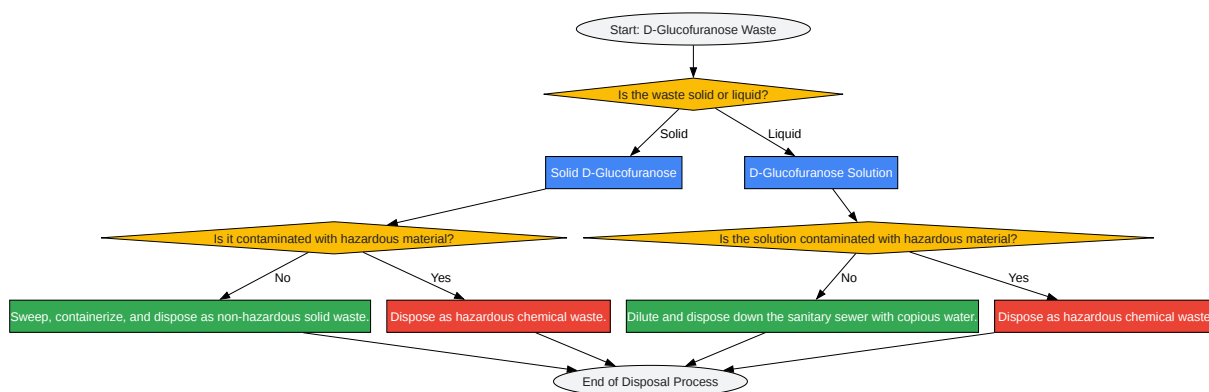 Start: D-Glucofuranose Waste
Is the waste solid or liquid?
Solid
Liquid
Solid D-Glucofuranose
D-Glucofuranose Solution
Is it contaminated with hazardous material?
Is the solution contaminated with hazardous material?
No
Yes
No
Yes
Sweep, containerize, and dispose as non-hazardous solid waste.
Dispose as hazardous chemical waste.
Dilute and dispose down the sanitary sewer with copious water.
Dispose as hazardous chemical waste
End of Disposal Process